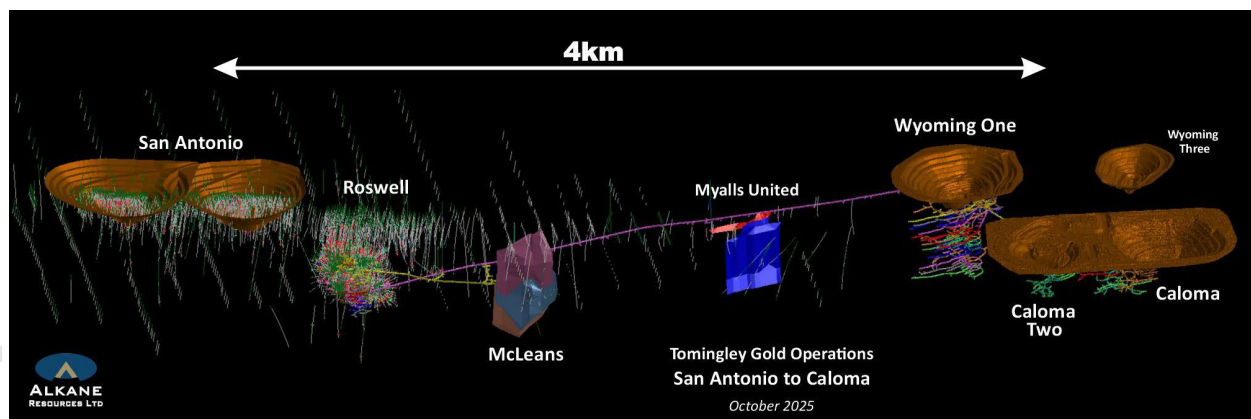 4km
San Antonio
Roswell
McLeans
Myalls United
Wyoming One
Wyoming
Three
Caloma
Two
Caloma
Tomingley Gold Operations
San Antonio to Caloma
October 2025
ALKANE
RESOURCES LTD